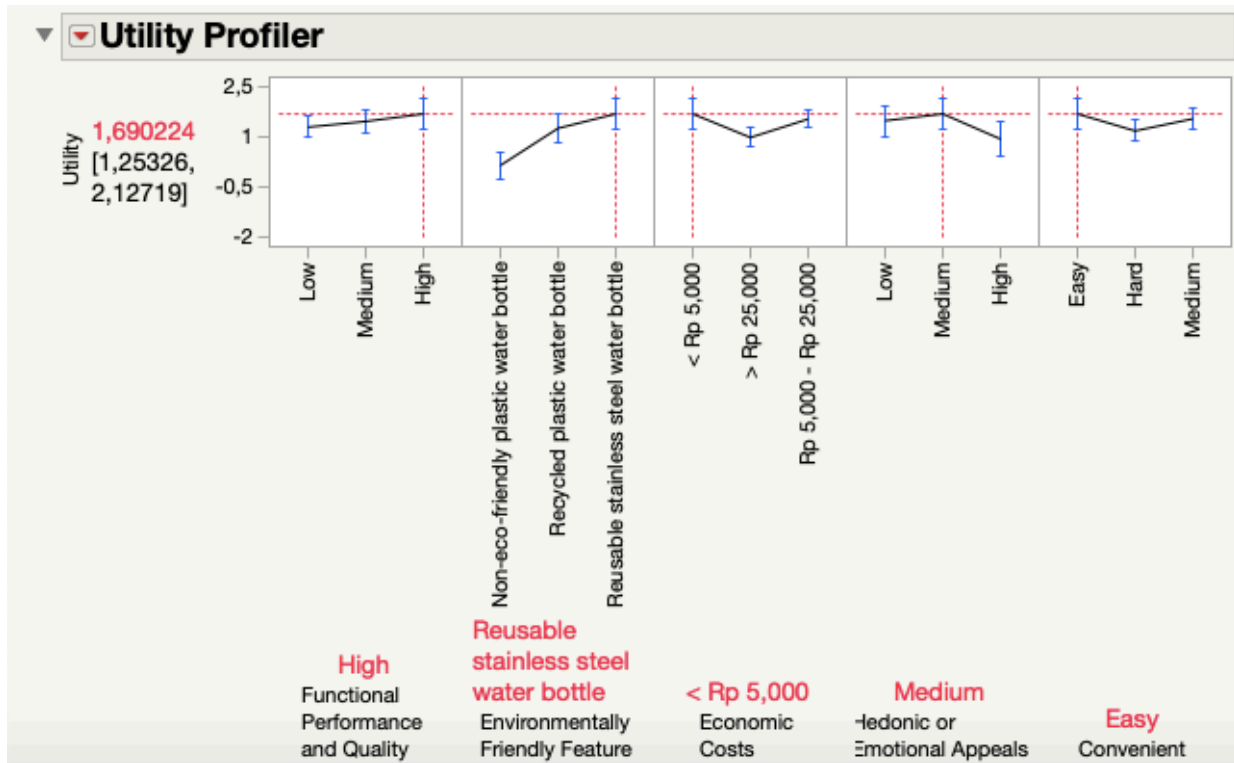 Utility Profiler
2,5
1
-0,5
-2
Utility
1,690224
[1,25326,
2,12719]
Low
Medium
High
Non-eco-friendly plastic water bottle
Recycled plastic water bottle
Reusable stainless steel water bottle
< Rp 5,000
> Rp 25,000
Rp 5,000 - Rp 25,000
Low
Medium
High
Easy
Hard
Medium
High
Functional
Performance
and Quality
Reusable
stainless steel
water bottle
Environmentally
Friendly Feature
< Rp 5,000
Economic
Costs
Medium
Hedonic or
Emotional Appeals
Easy
Convenient